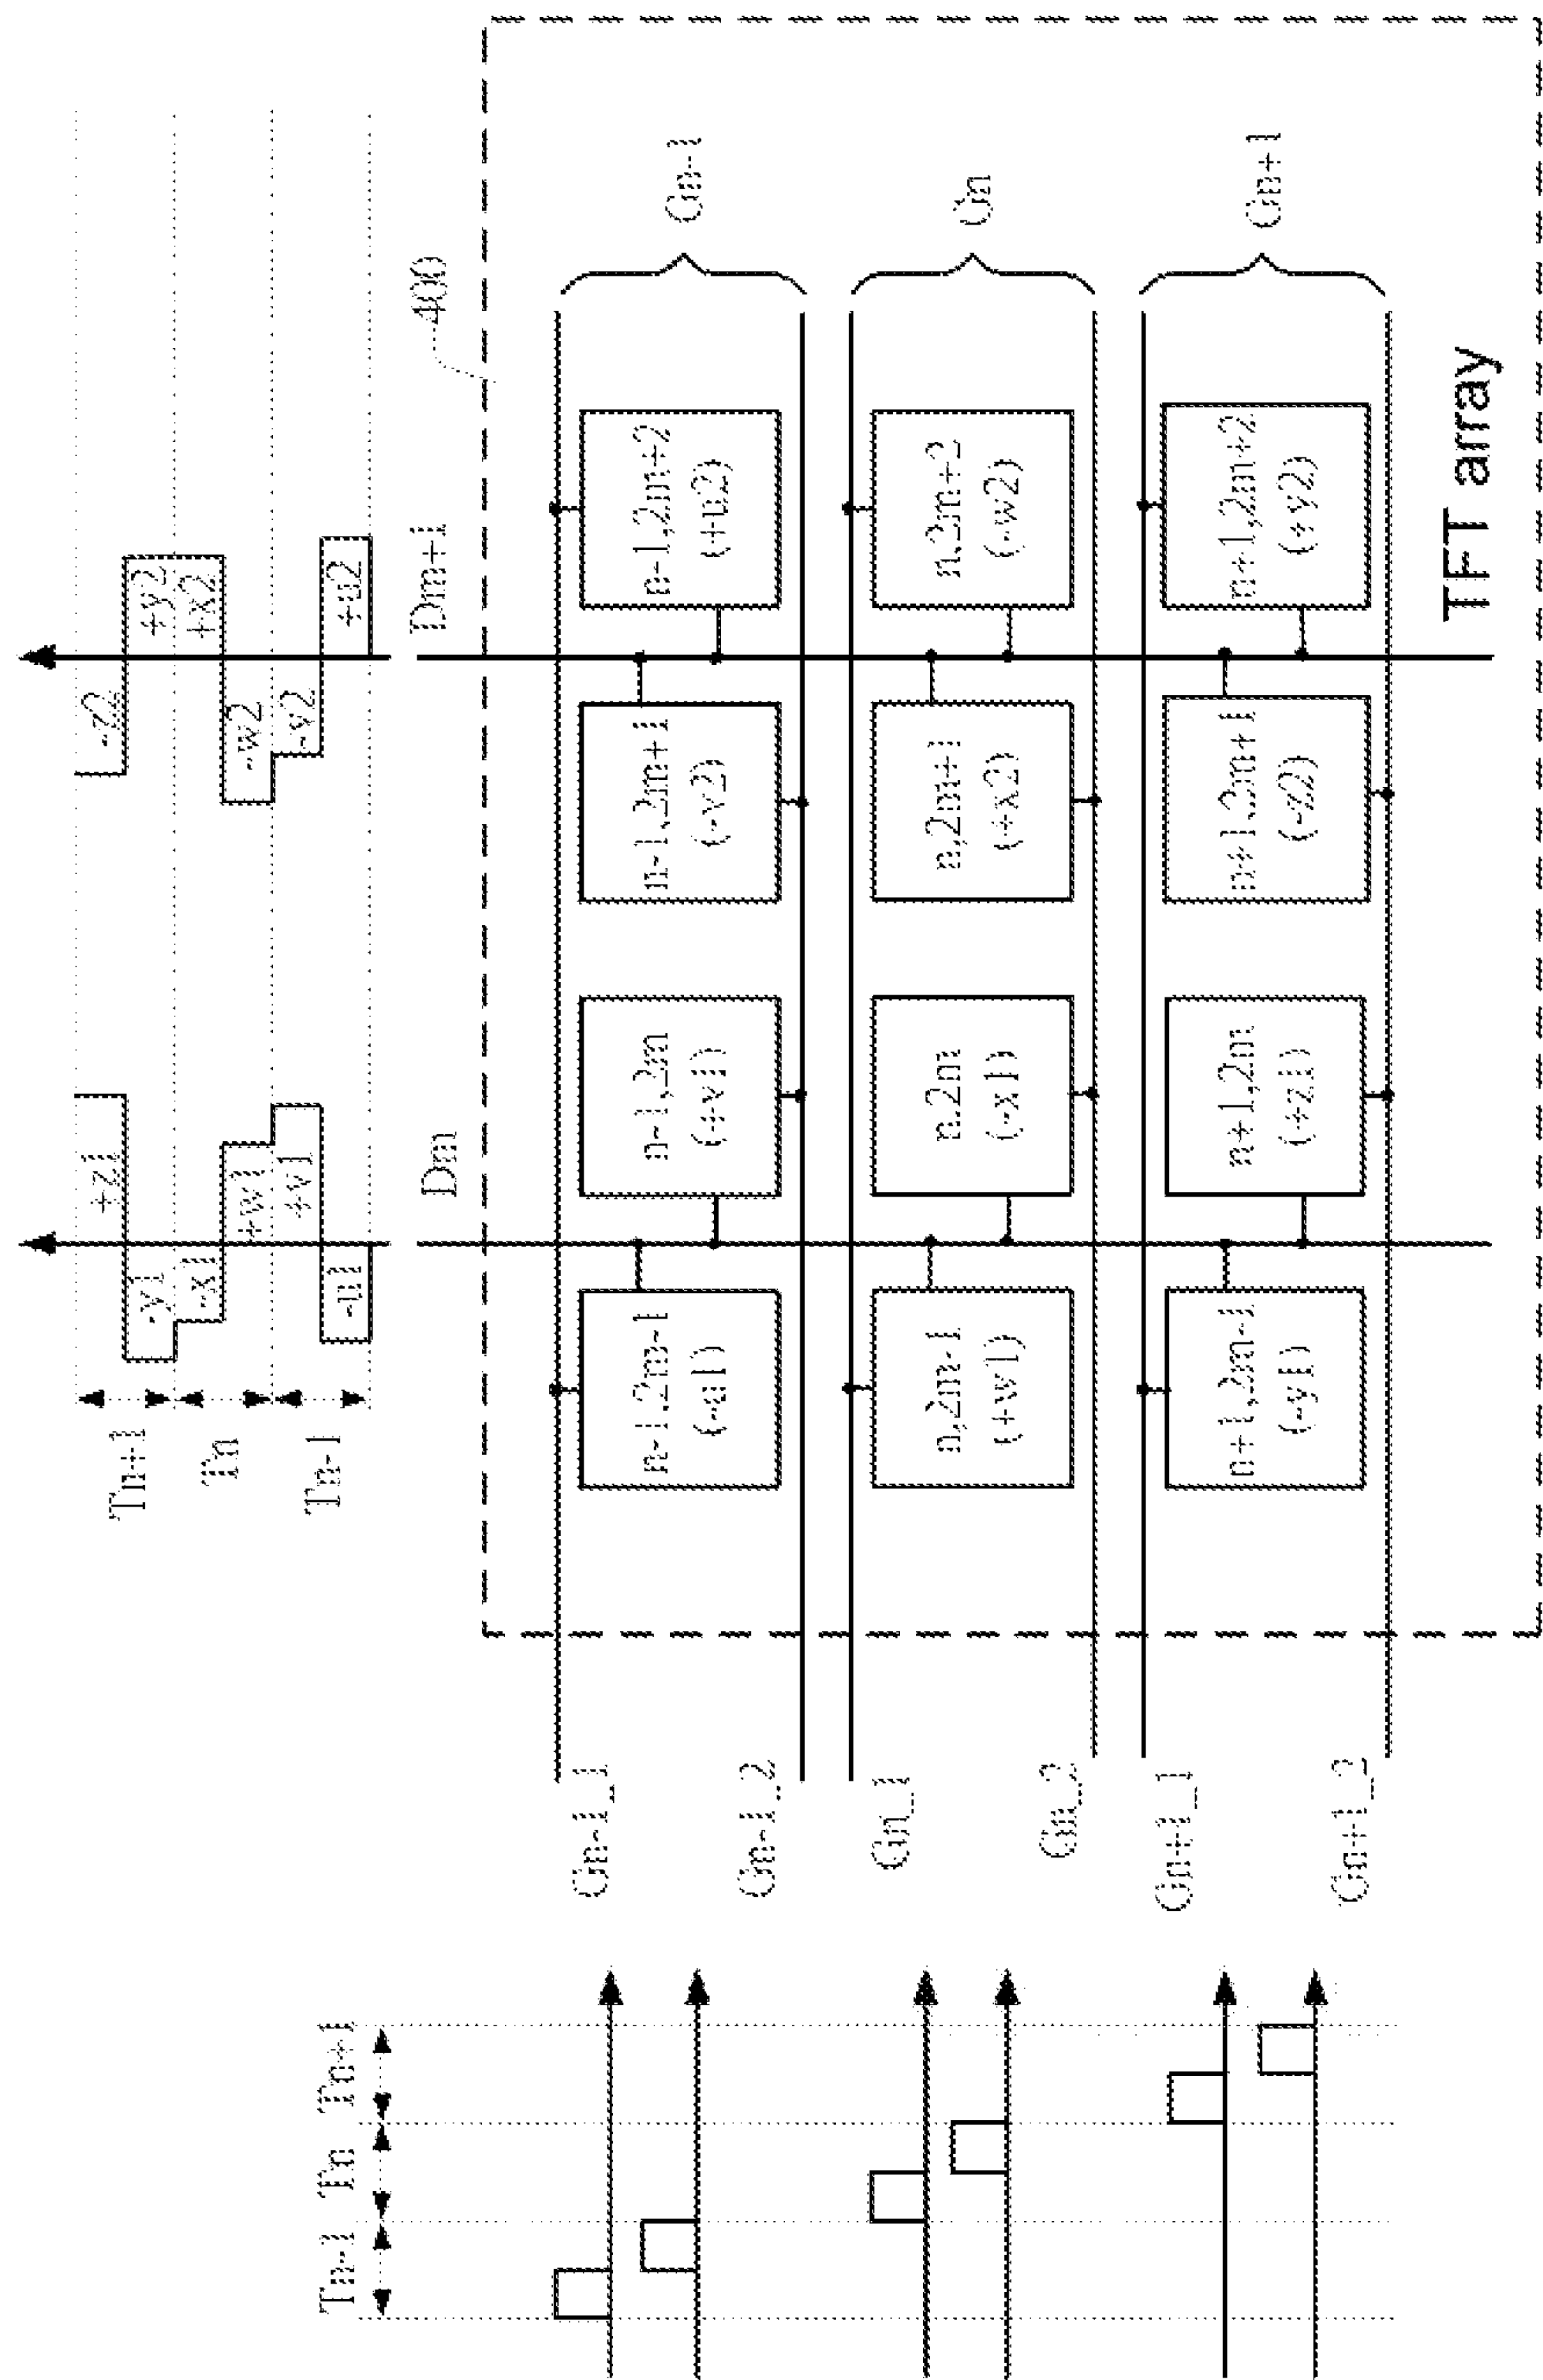 Tn+1
Tn
Tn-1
+z1
-y1
-x1
+w1
+v1
-u1
-z2
+y2
+x2
-w2
-v2
+u2
Dm
Dm+1
400
Gn-1
Gn
Gn+1
n-1,2m-1
(-u1)
n-1,2m
(+v1)
n-1,2m+1
(-v2)
n-1,2m+2
(+u2)
n,2m-1
(+w1)
n,2m
(-x1)
n,2m+1
(+x2)
n,2m+2
(-w2)
n+1,2m-1
(-y1)
n+1,2m
(+z1)
n+1,2m+1
(-z2)
n+1,2m+2
(+y2)
TFT array
Gn-1_1
Gn-1_2
Gn_1
Gn_2
Gn+1_1
Gn+1_2
Tn-1
Tn
Tn+1